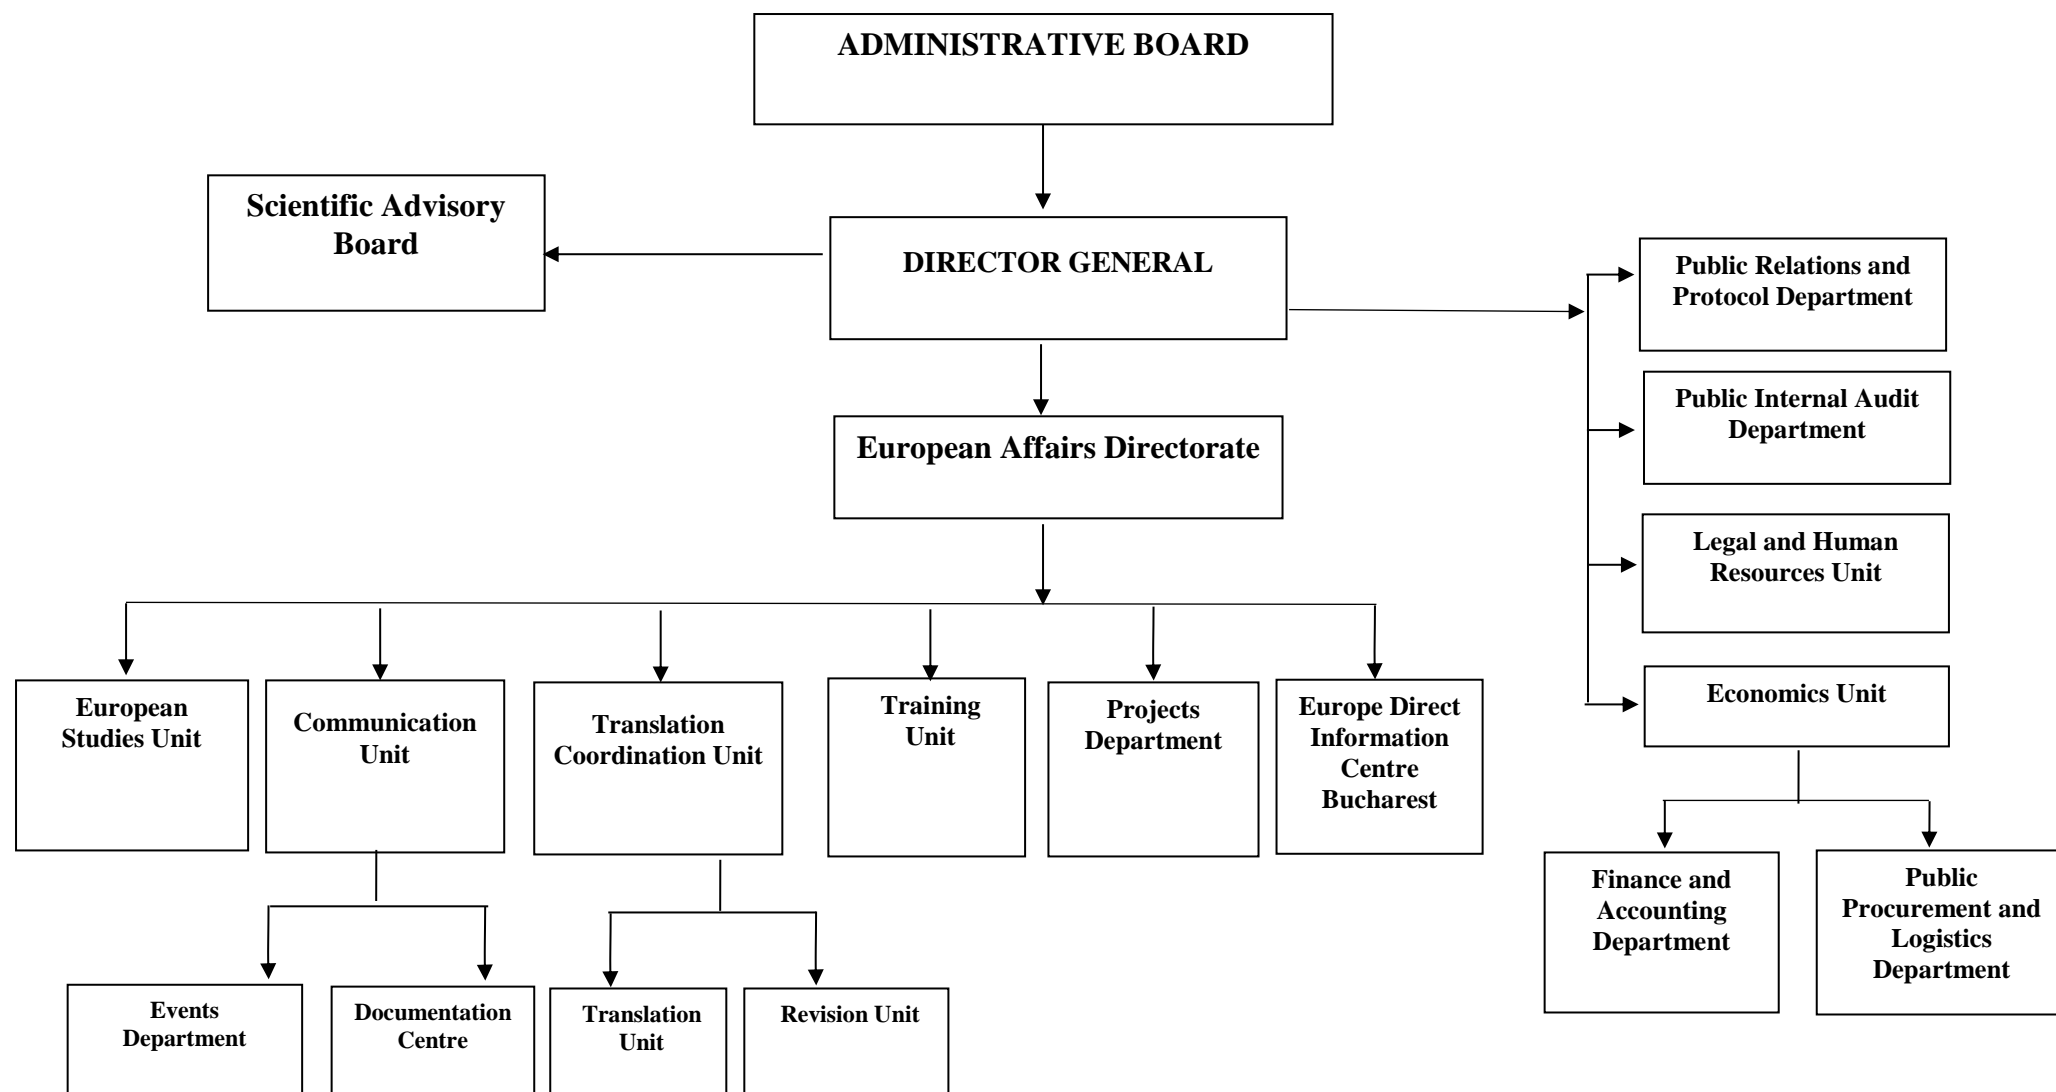 ADMINISTRATIVE BOARD
Scientific Advisory
Board
DIRECTOR GENERAL
Public Relations and
Protocol Department
Public Internal Audit
Department
European Affairs Directorate
Legal and Human
Resources Unit
Economics Unit
European
Studies Unit
Communication
Unit
Translation
Coordination Unit
Training
Unit
Projects
Department
Europe Direct
Information
Centre
Bucharest
Finance and
Accounting
Department
Public
Procurement and
Logistics
Department
Events
Department
Documentation
Centre
Translation
Unit
Revision Unit